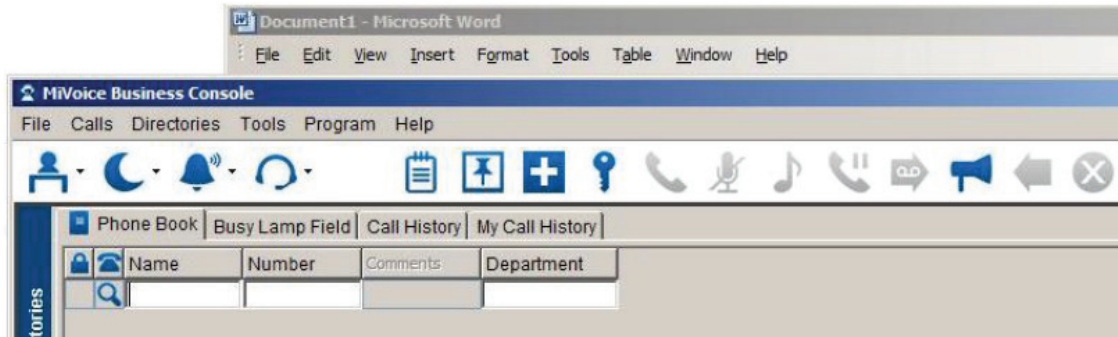 Document1 - Microsoft Word
File Edit View Insert Format Tools Table Window Help
MiVoice Business Console
File Calls Directories Tools Program Help
Phone Book Busy Lamp Field Call History My Call History
Name Number Comments Department
tories